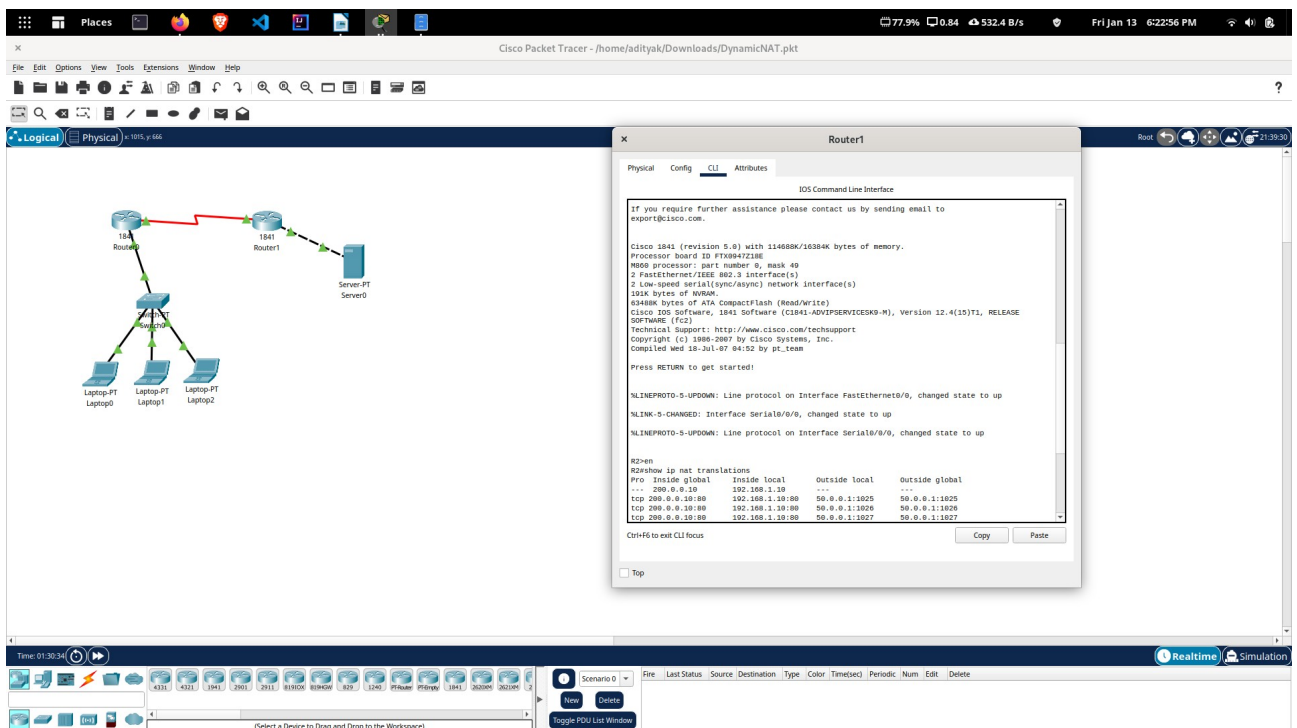 Places
77.9% 0.84 532.4 B/s
Fri Jan 13 6:22:56 PM
Cisco Packet Tracer - /home/adityak/Downloads/DynamicNAT.pkt
File Edit Options View Tools Extensions Window Help
?
Logical Physical x: 1015, y: 666
Root 21:39:30
1841
Router0
1841
Router1
Server-PT
Server0
Switch-PT
Switch0
Laptop-PT
Laptop0
Laptop-PT
Laptop1
Laptop-PT
Laptop2
Router1
Physical Config CLI Attributes
IOS Command Line Interface
If you require further assistance please contact us by sending email to
export@cisco.com.
Cisco 1841 (revision 5.0) with 114688K/16384K bytes of memory.
Processor board ID FTX0947Z18E
M860 processor: part number 0, mask 49
2 FastEthernet/IEEE 802.3 interface(s)
2 Low-speed serial(sync/async) network interface(s)
191K bytes of NVRAM.
63488K bytes of ATA CompactFlash (Read/Write)
Cisco IOS Software, 1841 Software (C1841-ADVIPSERVICESK9-M), Version 12.4(15)T1, RELEASE
SOFTWARE (fc2)
Technical Support: http://www.cisco.com/techsupport
Copyright (c) 1986-2007 by Cisco Systems, Inc.
Compiled Wed 18-Jul-07 04:52 by pt_team
Press RETURN to get started!
%LINEPROTO-5-UPDOWN: Line protocol on Interface FastEthernet0/0, changed state to up
%LINK-5-CHANGED: Interface Serial0/0/0, changed state to up
%LINEPROTO-5-UPDOWN: Line protocol on Interface Serial0/0/0, changed state to up
R2>en
R2#show ip nat translations
Pro Inside global Inside local Outside local Outside global
--- 200.0.0.10 192.168.1.10 --- ---
tcp 200.0.0.10:80 192.168.1.10:80 50.0.0.1:1025 50.0.0.1:1025
tcp 200.0.0.10:80 192.168.1.10:80 50.0.0.1:1026 50.0.0.1:1026
tcp 200.0.0.10:80 192.168.1.10:80 50.0.0.1:1027 50.0.0.1:1027
Ctrl+F6 to exit CLI focus
Copy Paste
Top
Time: 01:30:34
Realtime Simulation
4331 4321 1941 2901 2911 819IOX 819HGW 829 1240 PT-Router PT-Empty 1841 2620XM 2621XM
(Select a Device to Drag and Drop to the Workspace)
Scenario 0
New Delete
Toggle PDU List Window
Fire Last Status Source Destination Type Color Time(sec) Periodic Num Edit Delete